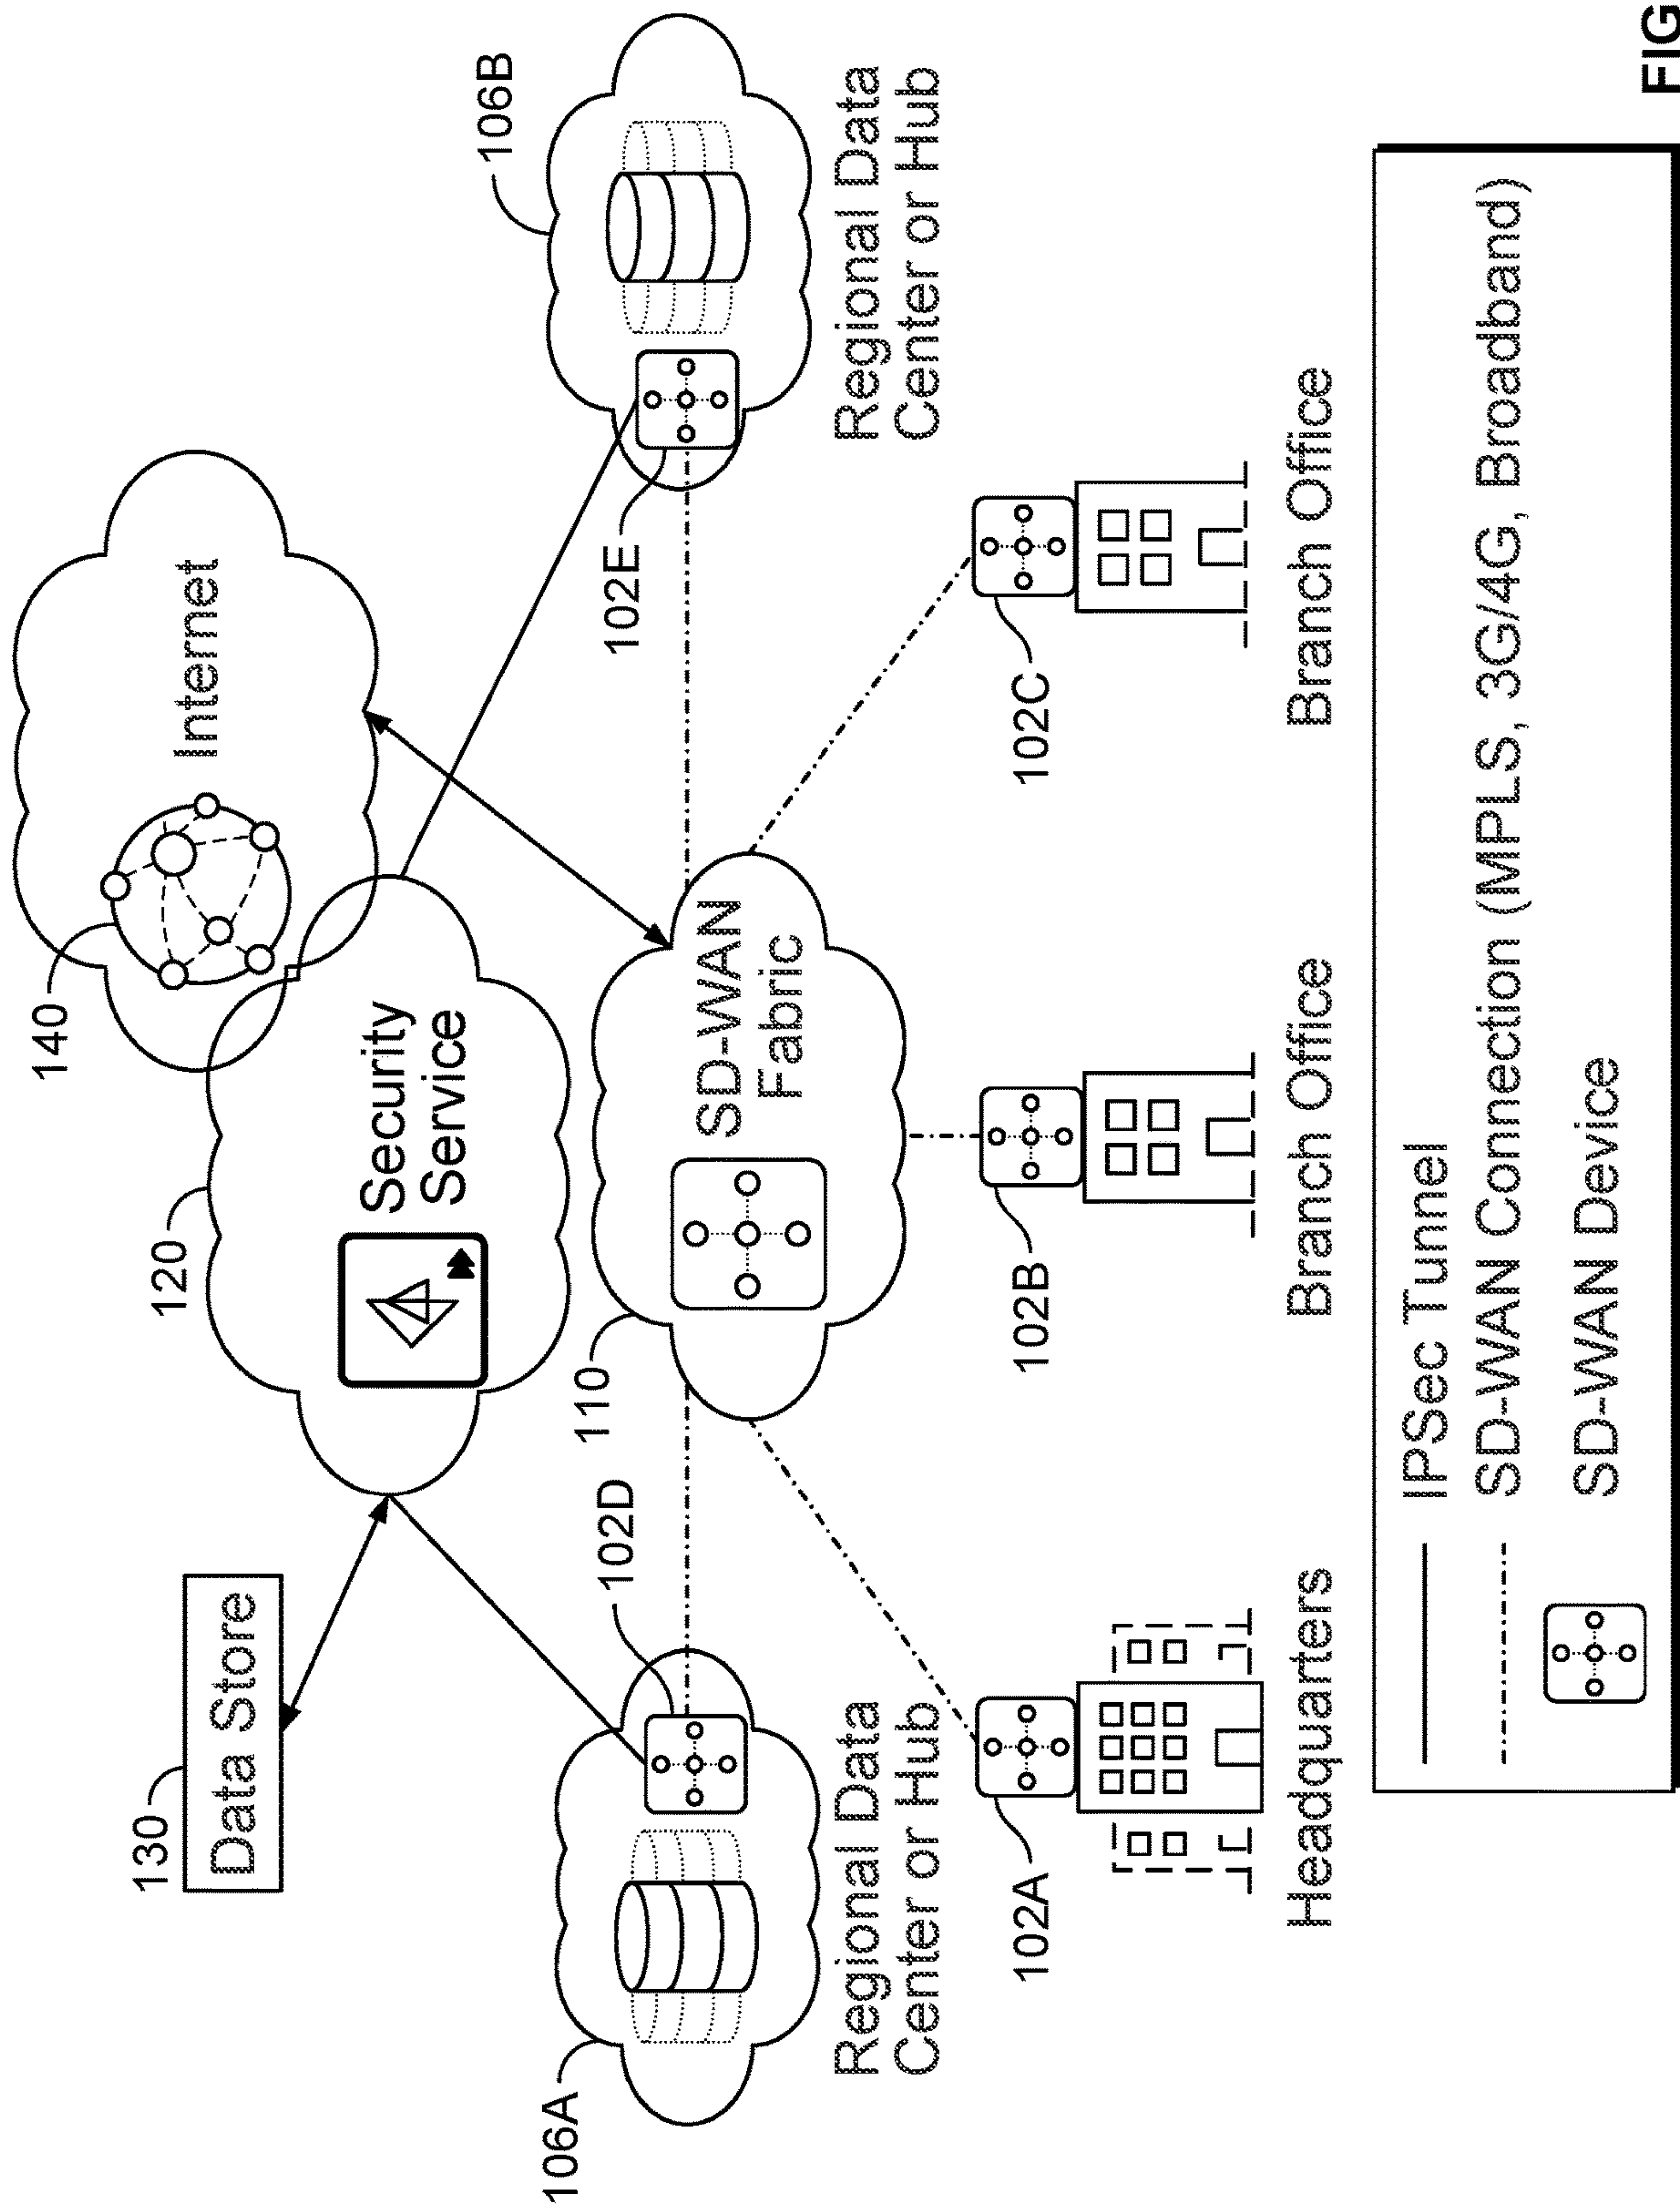 130
Data Store
120
Security
Service
140
Internet
106A
102D
110
SD-WAN
Fabric
102E
106B
Regional Data
Center or Hub
Regional Data
Center or Hub
102A
102B
102C
Headquarters
Branch Office
Branch Office
IPSec Tunnel
SD-WAN Connection (MPLS, 3G/4G, Broadband)
SD-WAN Device
FIG